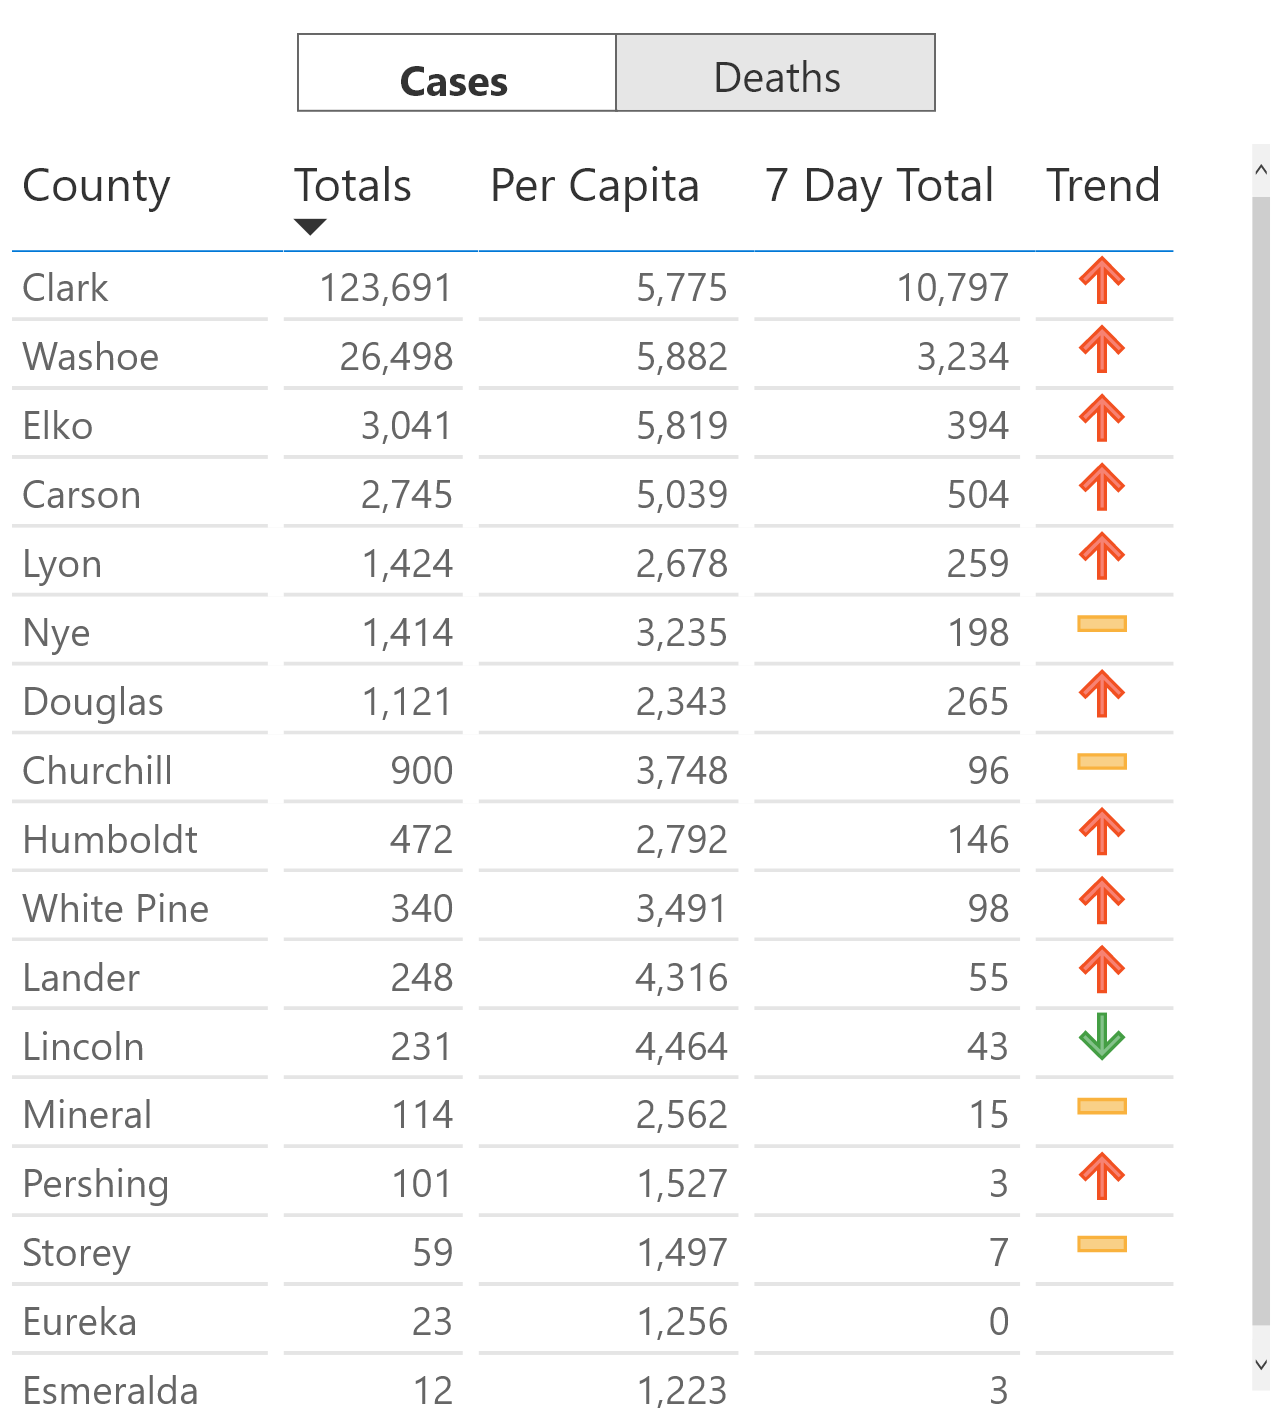 Cases Deaths
County Totals Per Capita 7 Day Total Trend
Clark 123,691 5,775 10,797
Washoe 26,498 5,882 3,234
Elko 3,041 5,819 394
Carson 2,745 5,039 504
Lyon 1,424 2,678 259
Nye 1,414 3,235 198
Douglas 1,121 2,343 265
Churchill 900 3,748 96
Humboldt 472 2,792 146
White Pine 340 3,491 98
Lander 248 4,316 55
Lincoln 231 4,464 43
Mineral 114 2,562 15
Pershing 101 1,527 3
Storey 59 1,497 7
Eureka 23 1,256 0
Esmeralda 12 1,223 3